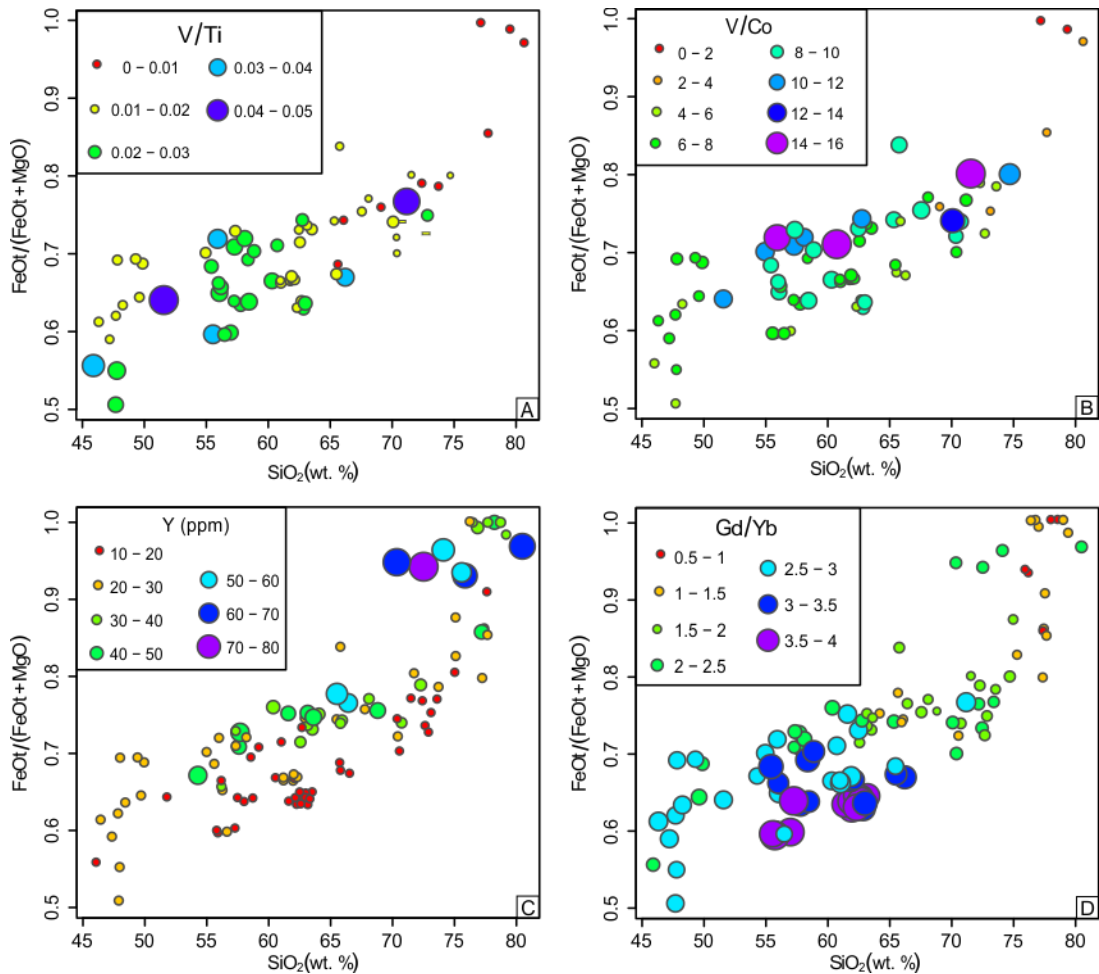 V/Ti
0 – 0.01
0.03 – 0.04
0.01 – 0.02
0.04 – 0.05
0.02 – 0.03
FeOt/(FeOt+MgO)
1.0
0.9
0.8
0.7
0.6
0.5
45 50 55 60 65 70 75 80
SiO₂(wt. %)
A
V/Co
0 – 2
8 – 10
2 – 4
10 – 12
4 – 6
12 – 14
6 – 8
14 – 16
FeOt/(FeOt+MgO)
1.0
0.9
0.8
0.7
0.6
0.5
45 50 55 60 65 70 75 80
SiO₂(wt. %)
B
Y (ppm)
10 – 20
50 – 60
20 – 30
60 – 70
30 – 40
70 – 80
40 – 50
FeOt/(FeOt+MgO)
1.0
0.9
0.8
0.7
0.6
0.5
45 50 55 60 65 70 75 80
SiO₂(wt. %)
C
Gd/Yb
0.5 – 1
2.5 – 3
1 – 1.5
3 – 3.5
1.5 – 2
3.5 – 4
2 – 2.5
FeOt/(FeOt+MgO)
1.0
0.9
0.8
0.7
0.6
0.5
45 50 55 60 65 70 75 80
SiO₂(wt. %)
D